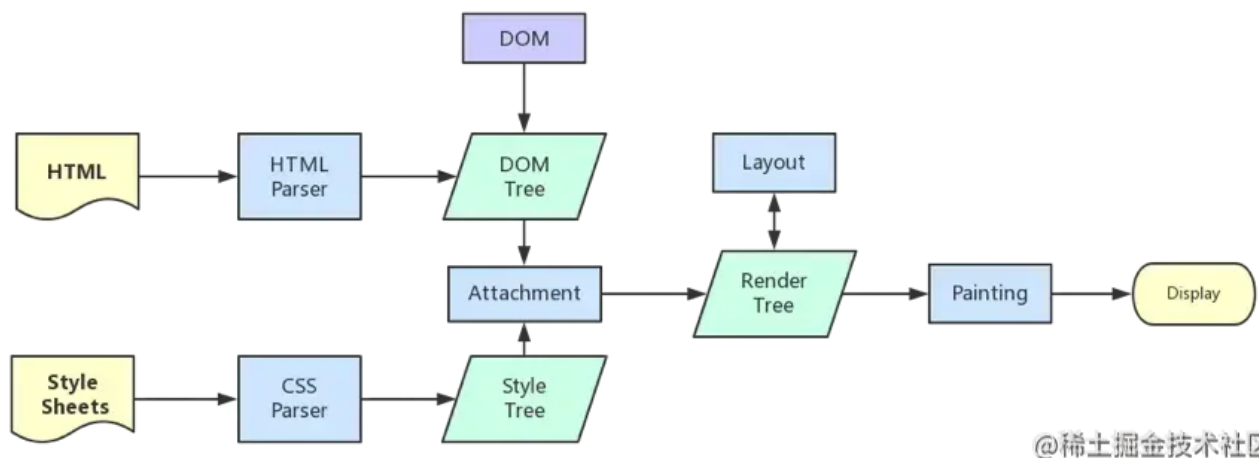 DOM
HTML
HTML
Parser
DOM
Tree
Layout
Attachment
Render
Tree
Painting
Display
Style
Sheets
CSS
Parser
Style
Tree
@稀土掘金技术社区